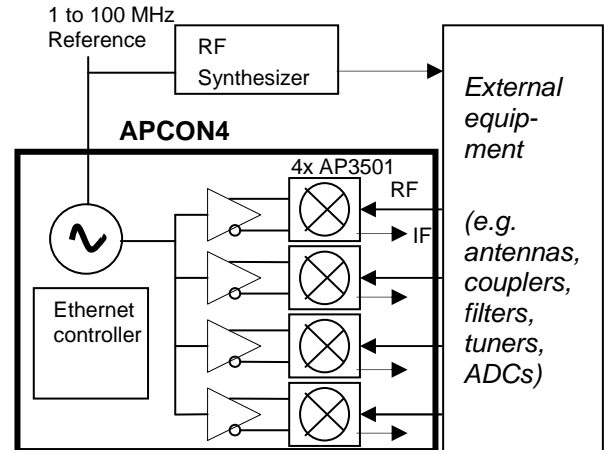 1 to 100 MHz
Reference
RF
Synthesizer
External
equip-
ment
(e.g.
antennas,
couplers,
filters,
tuners,
ADCs)
APCON4
4x AP3501
RF
IF
Ethernet
controller